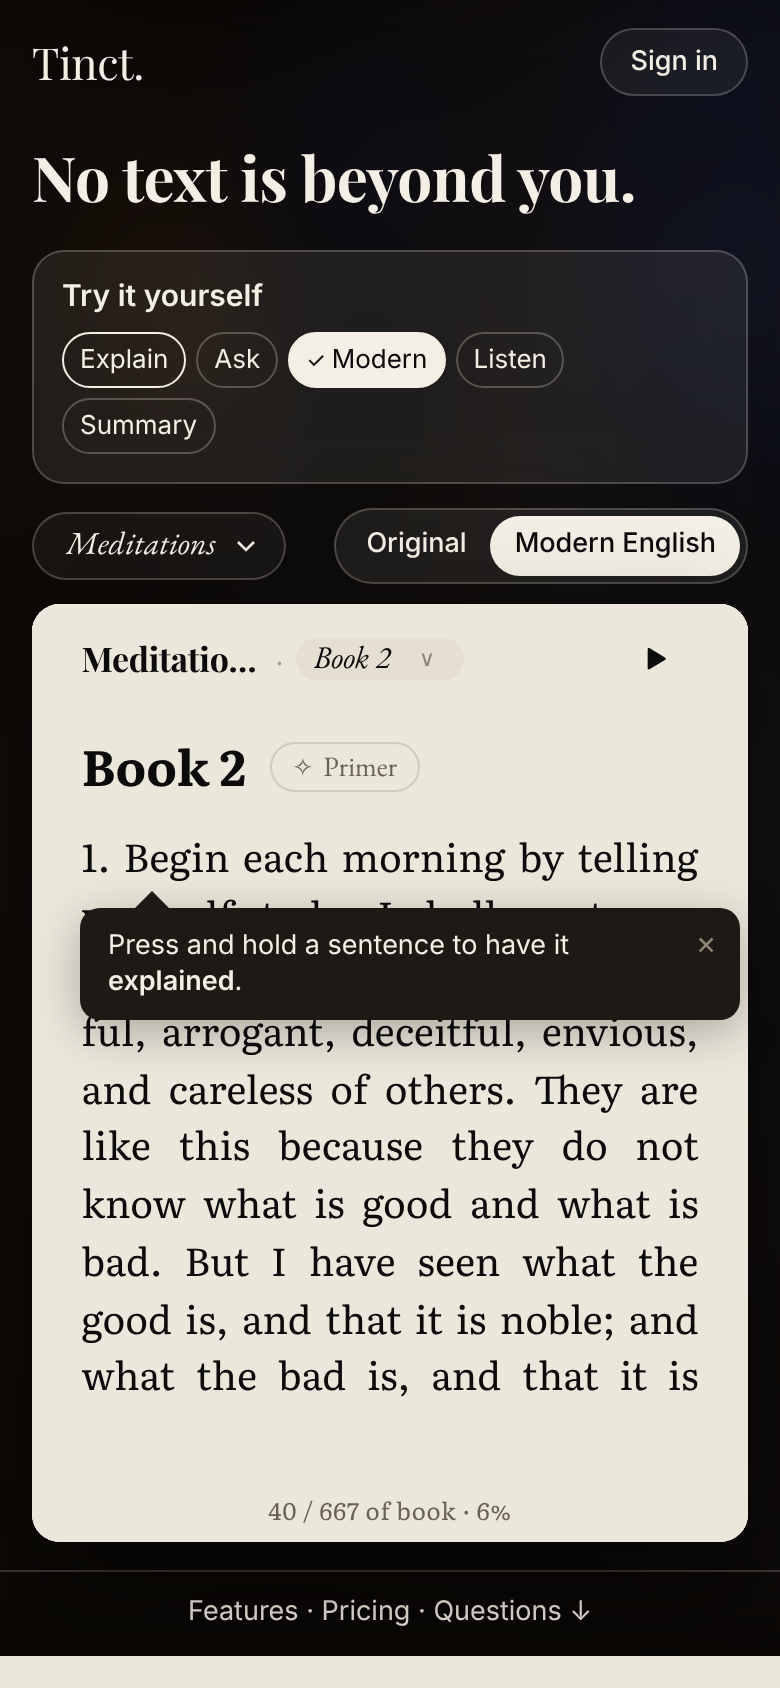 Tinct.
Sign in
No text is beyond you.
Try it yourself
Explain
Ask
✓ Modern
Listen
Summary
Meditations
Original
Modern English
Meditatio... · Book 2
Book 2
✧ Primer
1. Begin each morning by telling
Press and hold a sentence to have it
explained.
ful, arrogant, deceitful, envious,
and careless of others. They are
like this because they do not
know what is good and what is
bad. But I have seen what the
good is, and that it is noble; and
what the bad is, and that it is
40 / 667 of book · 6%
Features · Pricing · Questions ↓